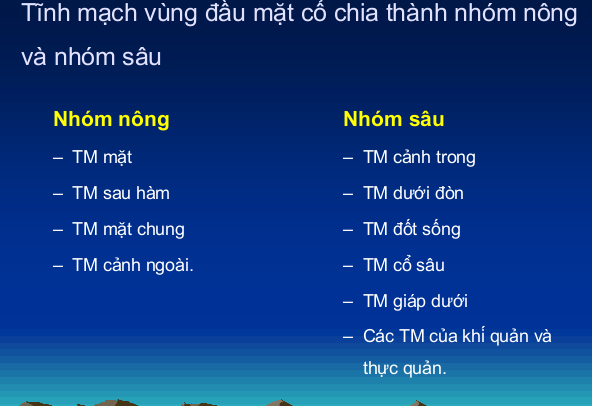 Tĩnh mạch vùng đầu mặt cổ chia thành nhóm nông
và nhóm sâu
Nhóm nông
– TM mặt
– TM sau hàm
– TM mặt chung
– TM cảnh ngoài.
Nhóm sâu
– TM cảnh trong
– TM dưới đòn
– TM đốt sống
– TM cổ sâu
– TM giáp dưới
– Các TM của khí quản và
thực quản.